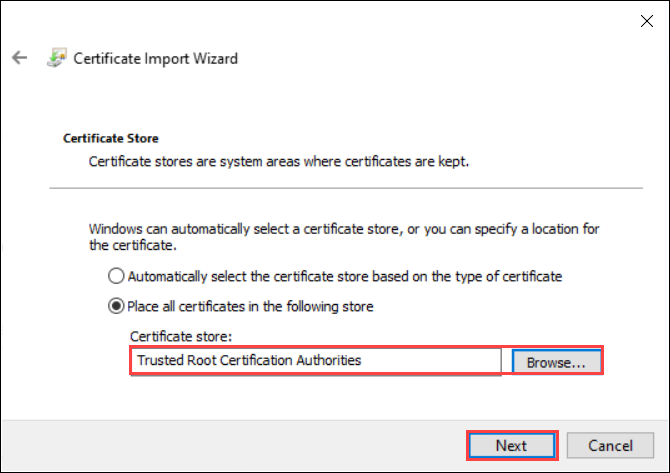 Certificate Import Wizard
Certificate Store
Certificate stores are system areas where certificates are kept.
Windows can automatically select a certificate store, or you can specify a location for
the certificate.
Automatically select the certificate store based on the type of certificate
Place all certificates in the following store
Certificate store:
Trusted Root Certification Authorities
Browse...
Next
Cancel